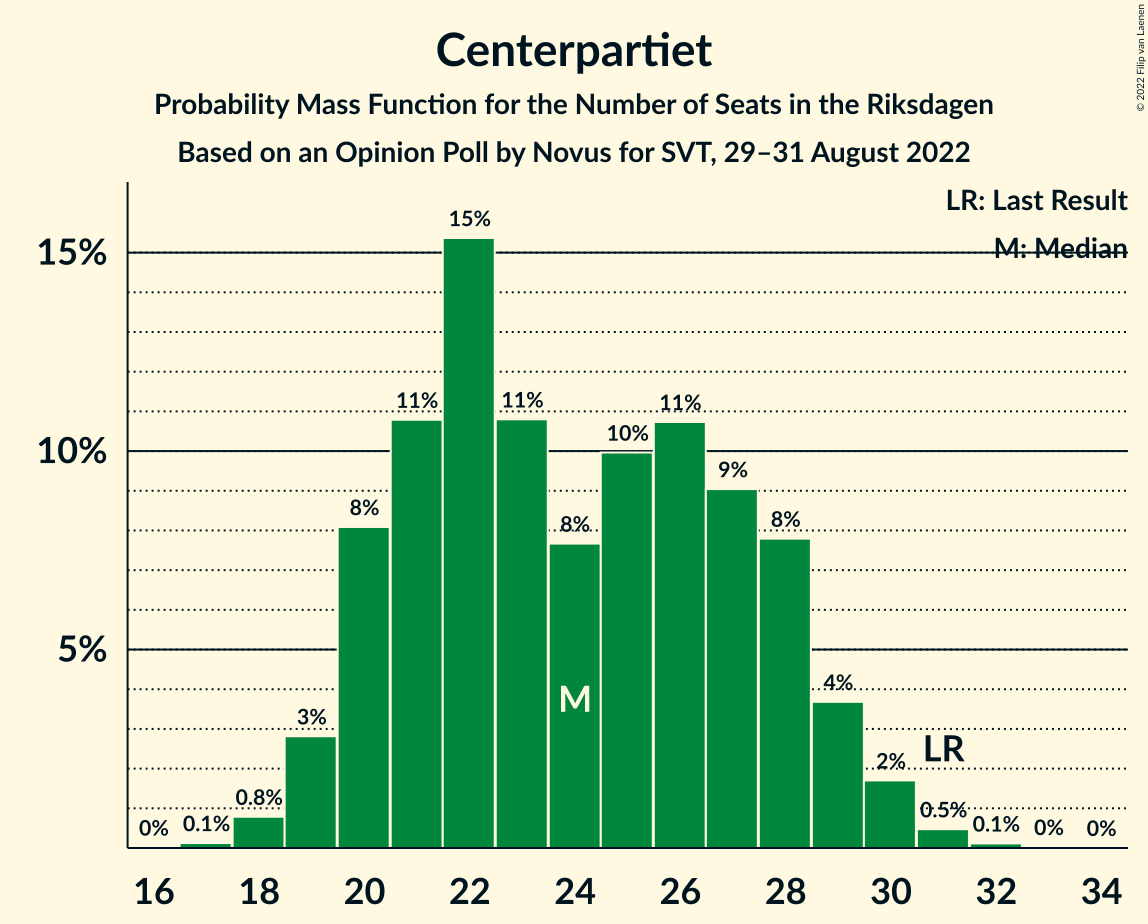 Centerpartiet
Probability Mass Function for the Number of Seats in the Riksdagen
Based on an Opinion Poll by Novus for SVT, 29–31 August 2022
© 2022 Filip van Laenen
LR: Last Result
M: Median
15%
10%
5%
0%
0.1%
0.8%
3%
8%
11%
15%
11%
8%
10%
11%
9%
8%
4%
2%
0.5%
0.1%
0%
0%
M
LR
16 18 20 22 24 26 28 30 32 34